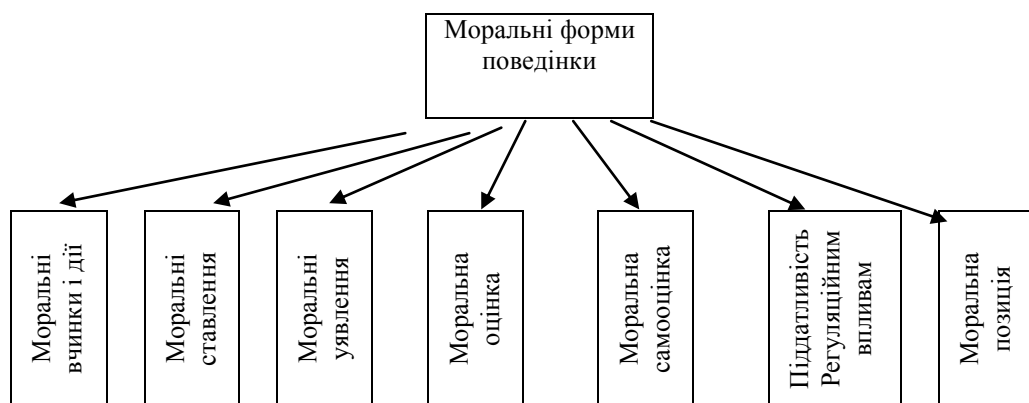 Моральні форми
поведінки
Моральні
вчинки і дії
Моральні
ставлення
Моральні
уявлення
Моральна
оцінка
Моральна
самооцінка
Піддатливість
Регуляційним
впливам
Моральна
позиція